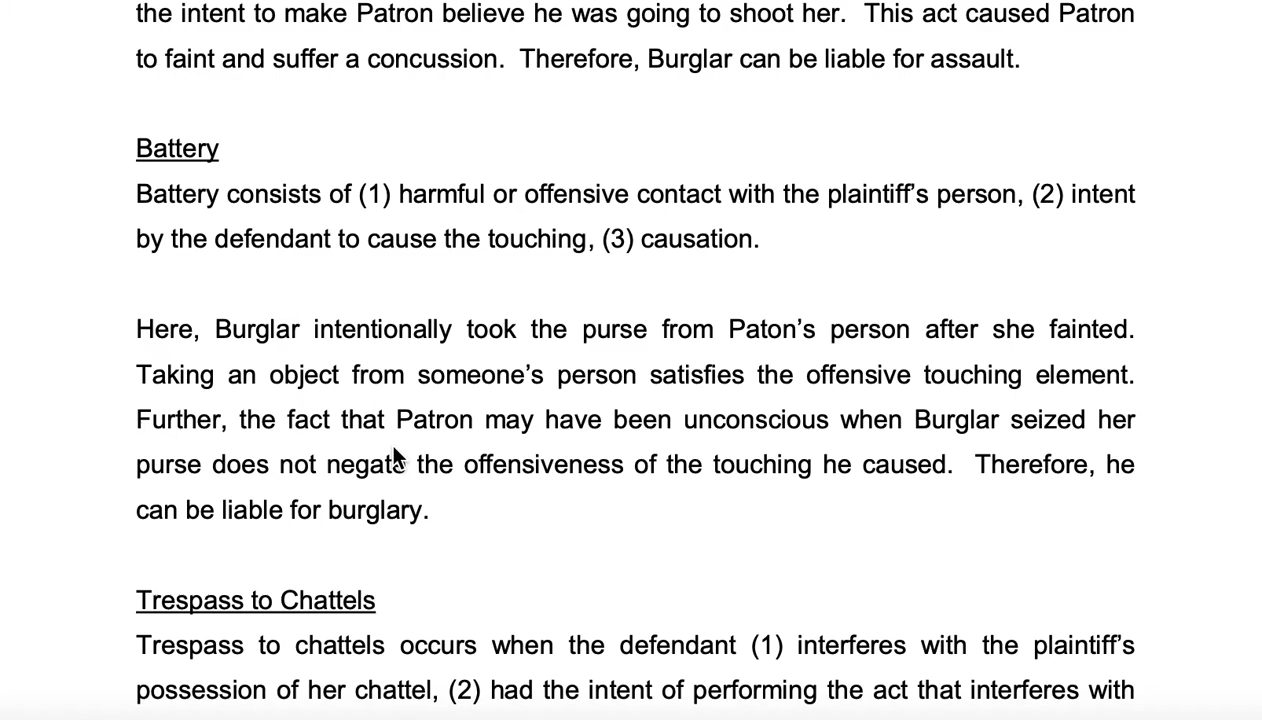 the intent to make Patron believe he was going to shoot her. This act caused Patron
to faint and suffer a concussion. Therefore, Burglar can be liable for assault.
Battery
Battery consists of (1) harmful or offensive contact with the plaintiff's person, (2) intent
by the defendant to cause the touching, (3) causation.
Here, Burglar intentionally took the purse from Paton's person after she fainted.
Taking an object from someone's person satisfies the offensive touching element.
Further, the fact that Patron may have been unconscious when Burglar seized her
purse does not negate the offensiveness of the touching he caused. Therefore, he
can be liable for burglary.
Trespass to Chattels
Trespass to chattels occurs when the defendant (1) interferes with the plaintiff's
possession of her chattel, (2) had the intent of performing the act that interferes with